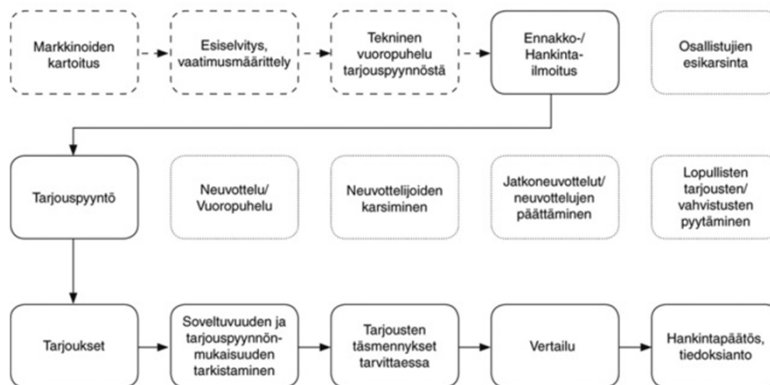 Markkinoiden
kartoitus
Esiselvitys,
vaatimusmäärittely
Tekninen
vuoropuhelu
tarjouspyynnöstä
Ennakko-/
Hankinta-
ilmoitus
Osallistujien
esikarsinta
Tarjouspyyntö
Neuvottelu/
Vuoropuhelu
Neuvottelijoiden
karsiminen
Jatkoneuvottelut/
neuvottelujen
päättäminen
Lopullisten
tarjousten/
vahvistusten
pyytäminen
Tarjoukset
Soveltuvuuden ja
tarjouspyynnön-
mukaisuuden
tarkistaminen
Tarjousten
täsmennykset
tarvittaessa
Vertailu
Hankintapäätös,
tiedoksianto